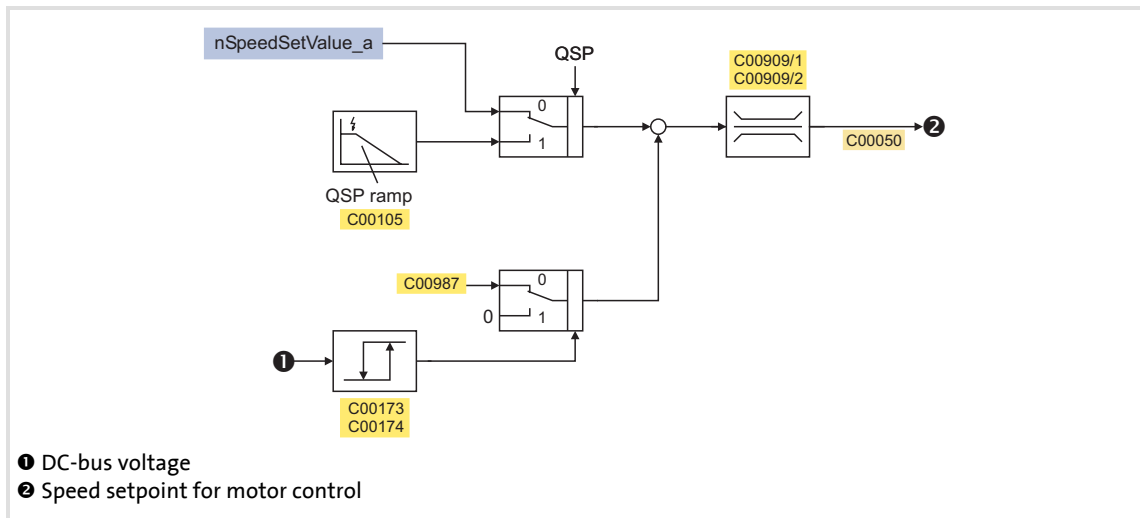 nSpeedSetValue_a
QSP
C00909/1
C00909/2
0
1
C00050
❷
QSP ramp
C00105
C00987
0
0
1
❶
C00173
C00174
❶ DC-bus voltage
❷ Speed setpoint for motor control